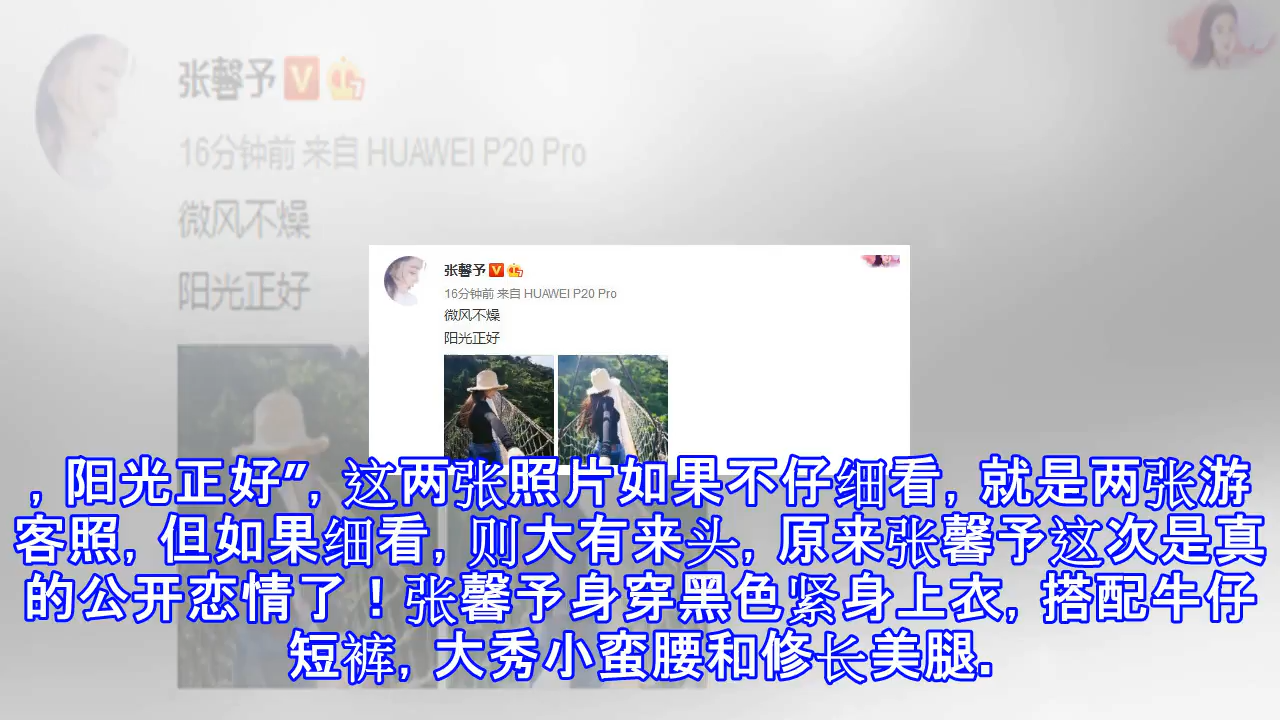 张馨予
16分钟前 来自 HUAWEI P20 Pro
微风不燥
阳光正好
张馨予
16分钟前 来自 HUAWEI P20 Pro
微风不燥
阳光正好
, 阳光正好", 这两张照片如果不仔细看, 就是两张游
客照, 但如果细看, 则大有来头, 原来张馨予这次是真
的公开恋情了！张馨予身穿黑色紧身上衣, 搭配牛仔
短裤, 大秀小蛮腰和修长美腿.